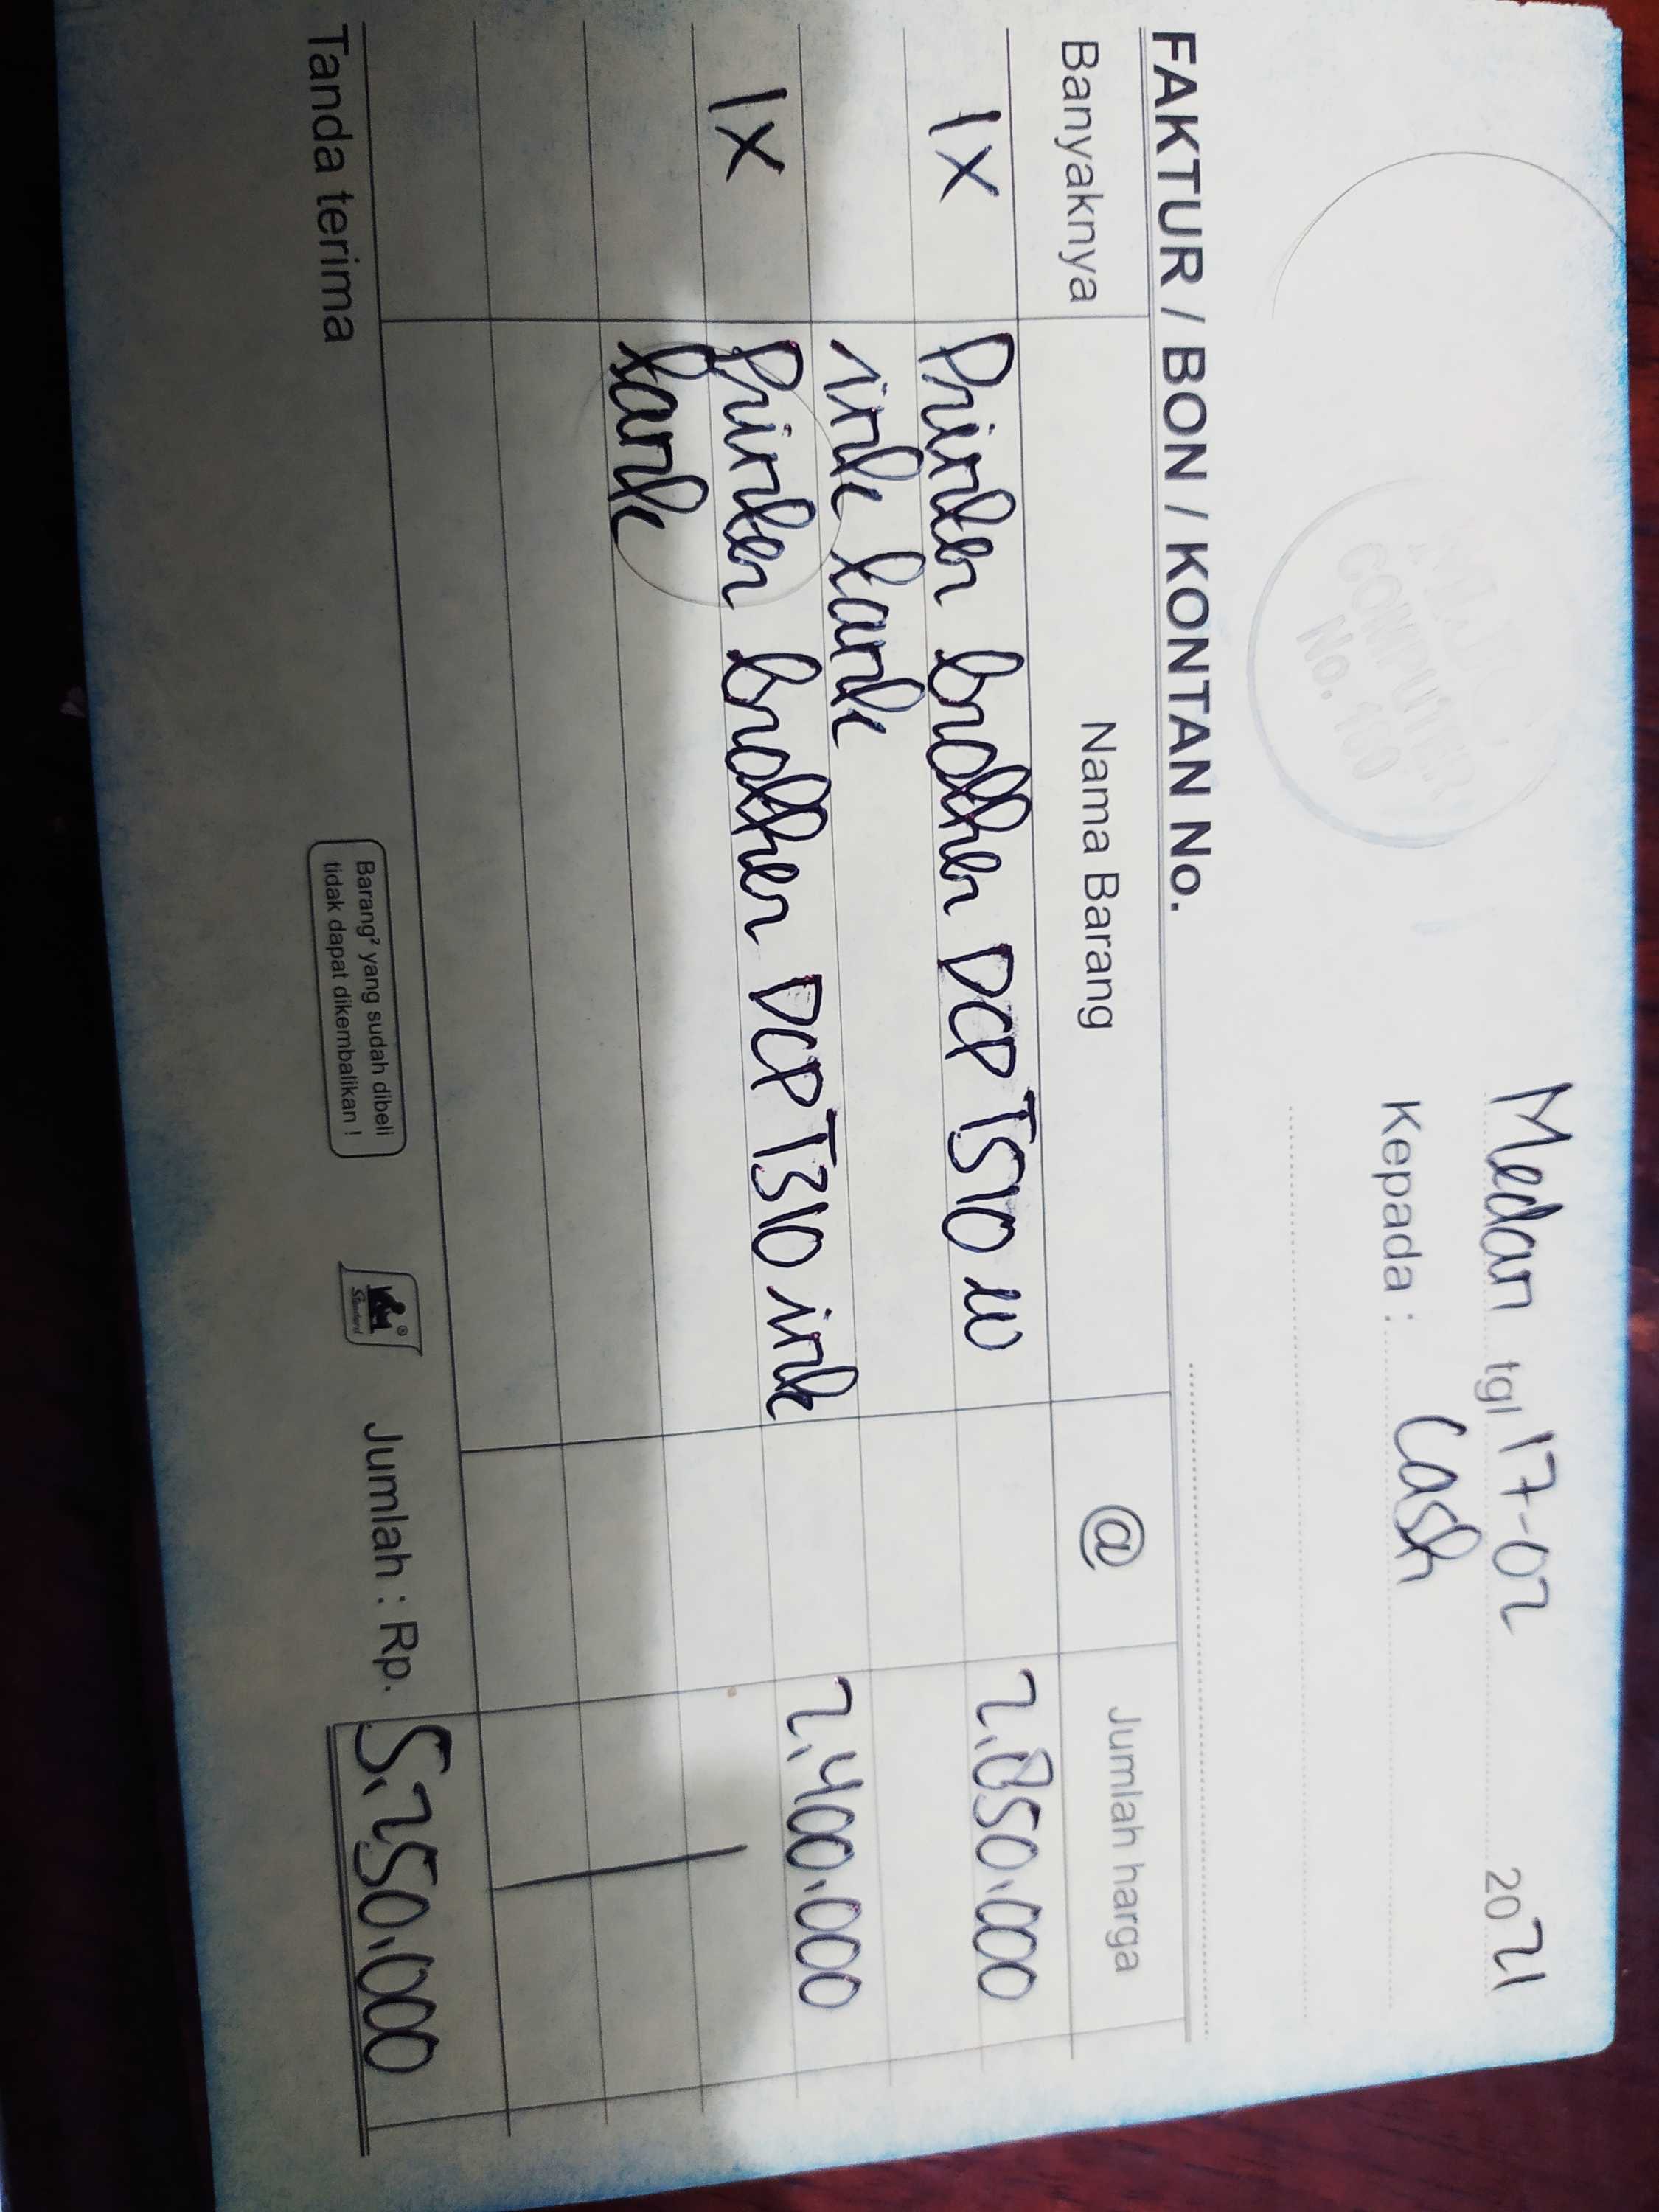 Medan tgl 17-02 2021
Kepada : Cash
COMPUTER
No.
FAKTUR / BON / KONTAN No.
Banyaknya Nama Barang @ Jumlah harga
1x Printer brother DCP T510 w 2.850.000
ink tank
1x Printer brother DCP T310 ink 2.400.000
tank
Tanda terima
Barang² yang sudah dibeli
tidak dapat dikembalikan !
Standard
Jumlah : Rp. 5.250.000